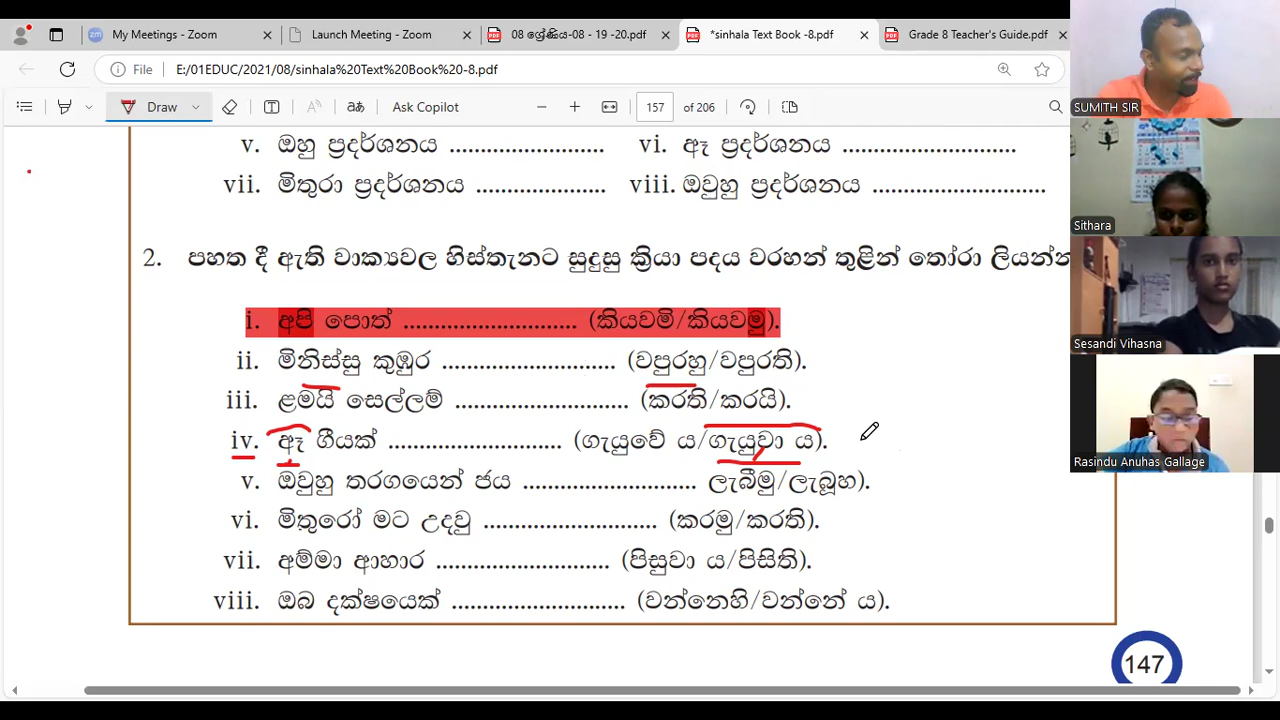 My Meetings - Zoom
Launch Meeting - Zoom
08 ශ්‍රේණිය-08 - 19 -20.pdf
*sinhala Text Book -8.pdf
Grade 8 Teacher's Guide.pdf
File E:/01EDUC/2021/08/sinhala%20Text%20Book%20-8.pdf
Draw
Ask Copilot
157 of 206
SUMITH SIR
v. ඔහු ප්‍රදර්ශනය ............................ vi. ඈ ප්‍රදර්ශනය ..............................
vii. මිතුරා ප්‍රදර්ශනය ....................... viii. ඔවුහු ප්‍රදර්ශනය ..............................
Sithara
2. පහත දී ඇති වාක්‍යවල හිස්තැනට සුදුසු ක්‍රියා පදය වරහන් තුළින් තෝරා ලියන්න
i. අපි පොත් .............................. (කියවමි/කියවමු).
ii. මිනිස්සු කුඹුර .............................. (වපුරහු/වපුරති).
Sesandi Vihasna
iii. ළමයි සෙල්ලම් .............................. (කරති/කරයි).
iv. ඈ ගීයක් .............................. (ගැයුවේ ය/ගැයුවා ය).
Rasindu Anuhas Gallage
v. ඔවුහු තරගයෙන් ජය .............................. ලැබීමු/ලැබූහ).
vi. මිතුරෝ මට උදවු .............................. (කරමු/කරති).
vii. අම්මා ආහාර .............................. (පිසුවා ය/පිසිති).
viii. ඔබ දක්ෂයෙක් .............................. (වන්නෙහි/වන්නේ ය).
147